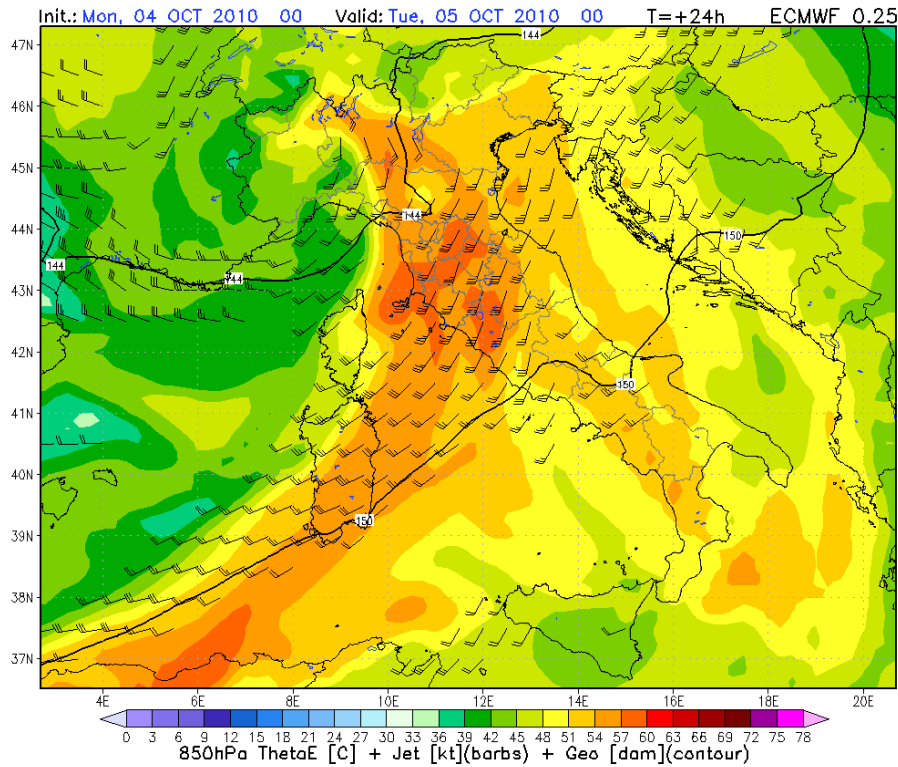 Init.: Mon, 04 OCT 2010 00 Valid: Tue, 05 OCT 2010 00 T=+24h ECMWF 0.25
47N
144
46N
45N
44N
144
150
144
144
43N
42N
150
41N
40N
39N
150
38N
37N
4E 6E 8E 10E 12E 14E 16E 18E 20E
0 3 6 9 12 15 18 21 24 27 30 33 36 39 42 45 48 51 54 57 60 63 66 69 72 75 78
850hPa ThetaE [C] + Jet [kt](barbs) + Geo [dam](contour)